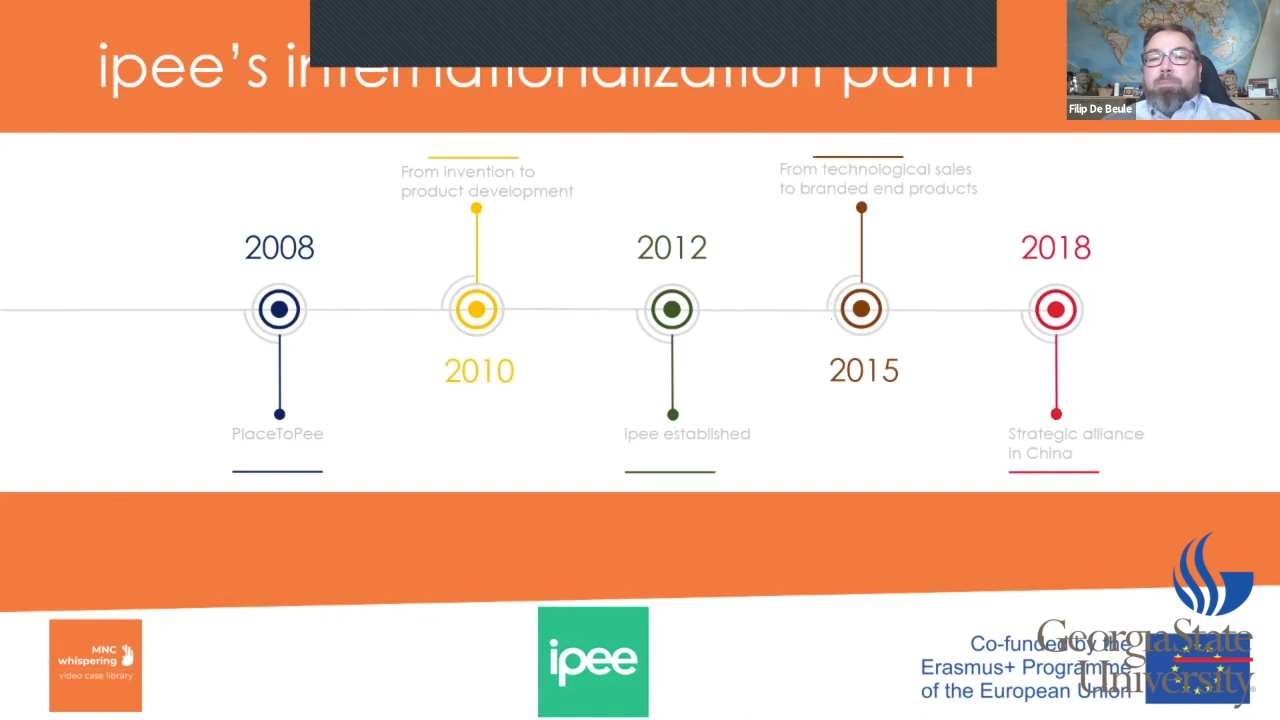 ipee's internationalization path
Filip De Beule
From invention to
product development
From technological sales
to branded end products
2008
2012
2018
2010
2015
PlaceToPee
ipee established
Strategic alliance
in China
MNC
whispering
video case library
ipee
Co-funded by the
Erasmus+ Programme
of the European Union
GeorgiaState
University